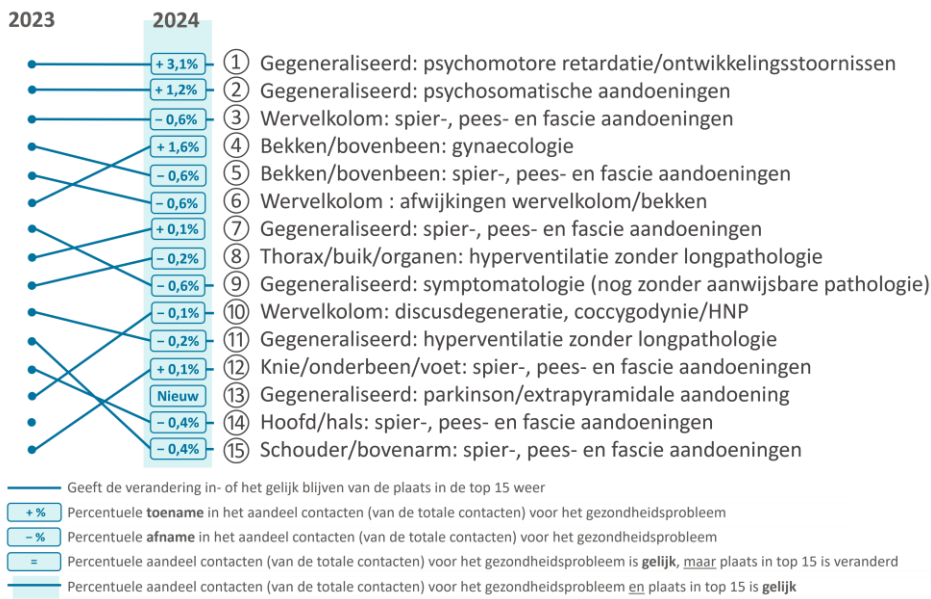 2023 2024
+ 3,1% 1 Gegeneraliseerd: psychomotore retardatie/ontwikkelingsstoornissen
+ 1,2% 2 Gegeneraliseerd: psychosomatische aandoeningen
− 0,6% 3 Wervelkolom: spier-, pees- en fascie aandoeningen
+ 1,6% 4 Bekken/bovenbeen: gynaecologie
− 0,6% 5 Bekken/bovenbeen: spier-, pees- en fascie aandoeningen
− 0,6% 6 Wervelkolom : afwijkingen wervelkolom/bekken
+ 0,1% 7 Gegeneraliseerd: spier-, pees- en fascie aandoeningen
− 0,2% 8 Thorax/buik/organen: hyperventilatie zonder longpathologie
− 0,6% 9 Gegeneraliseerd: symptomatologie (nog zonder aanwijsbare pathologie)
− 0,1% 10 Wervelkolom: discusdegeneratie, coccygodynie/HNP
− 0,2% 11 Gegeneraliseerd: hyperventilatie zonder longpathologie
+ 0,1% 12 Knie/onderbeen/voet: spier-, pees- en fascie aandoeningen
Nieuw 13 Gegeneraliseerd: parkinson/extrapyramidale aandoening
− 0,4% 14 Hoofd/hals: spier-, pees- en fascie aandoeningen
− 0,4% 15 Schouder/bovenarm: spier-, pees- en fascie aandoeningen
Geeft de verandering in- of het gelijk blijven van de plaats in de top 15 weer
+ % Percentuele toename in het aandeel contacten (van de totale contacten) voor het gezondheidsprobleem
− % Percentuele afname in het aandeel contacten (van de totale contacten) voor het gezondheidsprobleem
= Percentuele aandeel contacten (van de totale contacten) voor het gezondheidsprobleem is gelijk, maar plaats in top 15 is veranderd
Percentuele aandeel contacten (van de totale contacten) voor het gezondheidsprobleem en plaats in top 15 is gelijk